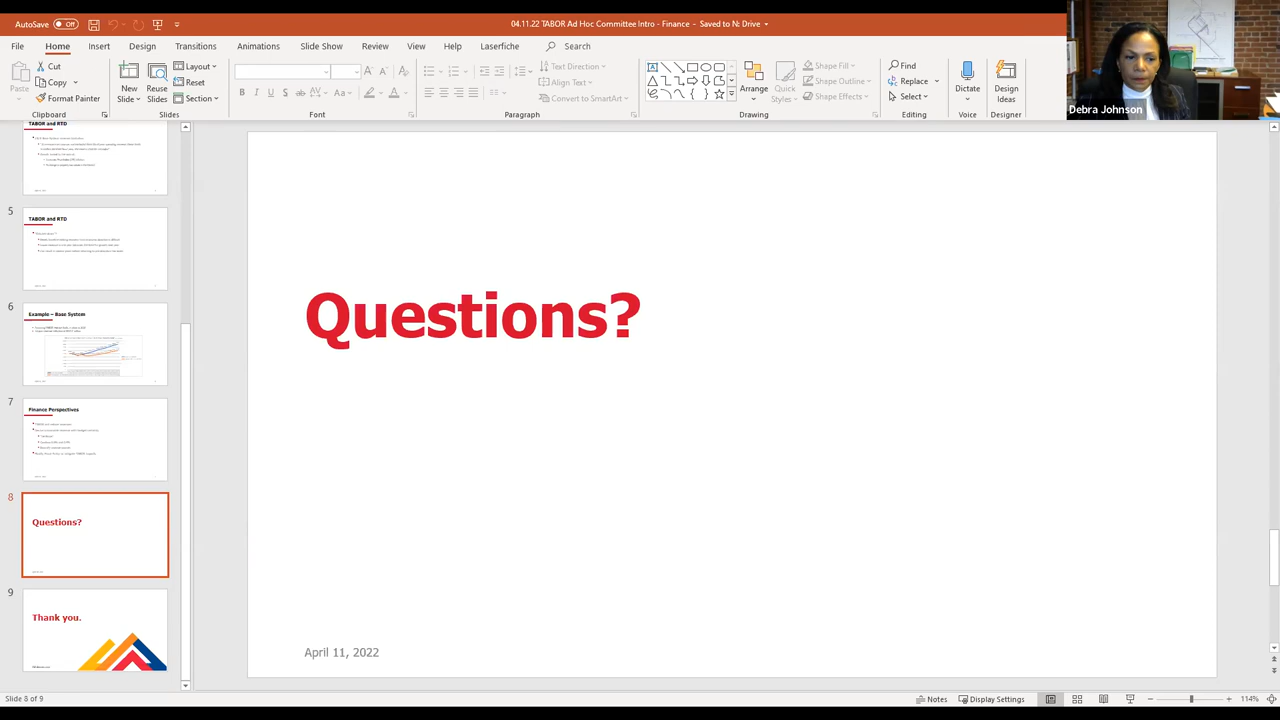 AutoSave Off
04.11.22 TABOR Ad Hoc Committee Intro - Finance - Saved to N: Drive
File Home Insert Design Transitions Animations Slide Show Review View Help Laserfiche Search
Paste
Cut
Copy
Format Painter
Clipboard
New Slide
Reuse Slides
Layout
Reset
Section
Slides
Font
Text Direction
Align Text
Convert to SmartArt
Paragraph
Arrange
Quick Styles
Shape Fill
Shape Outline
Shape Effects
Drawing
Find
Replace
Select
Editing
Dictate
Voice
Design Ideas
Designer
Debra Johnson
TABOR and RTD
5
TABOR and RTD
6
Example – Base System
7
Finance Perspectives
8
Questions?
9
Thank you.
Questions?
April 11, 2022
Slide 8 of 9
Notes Display Settings 114%